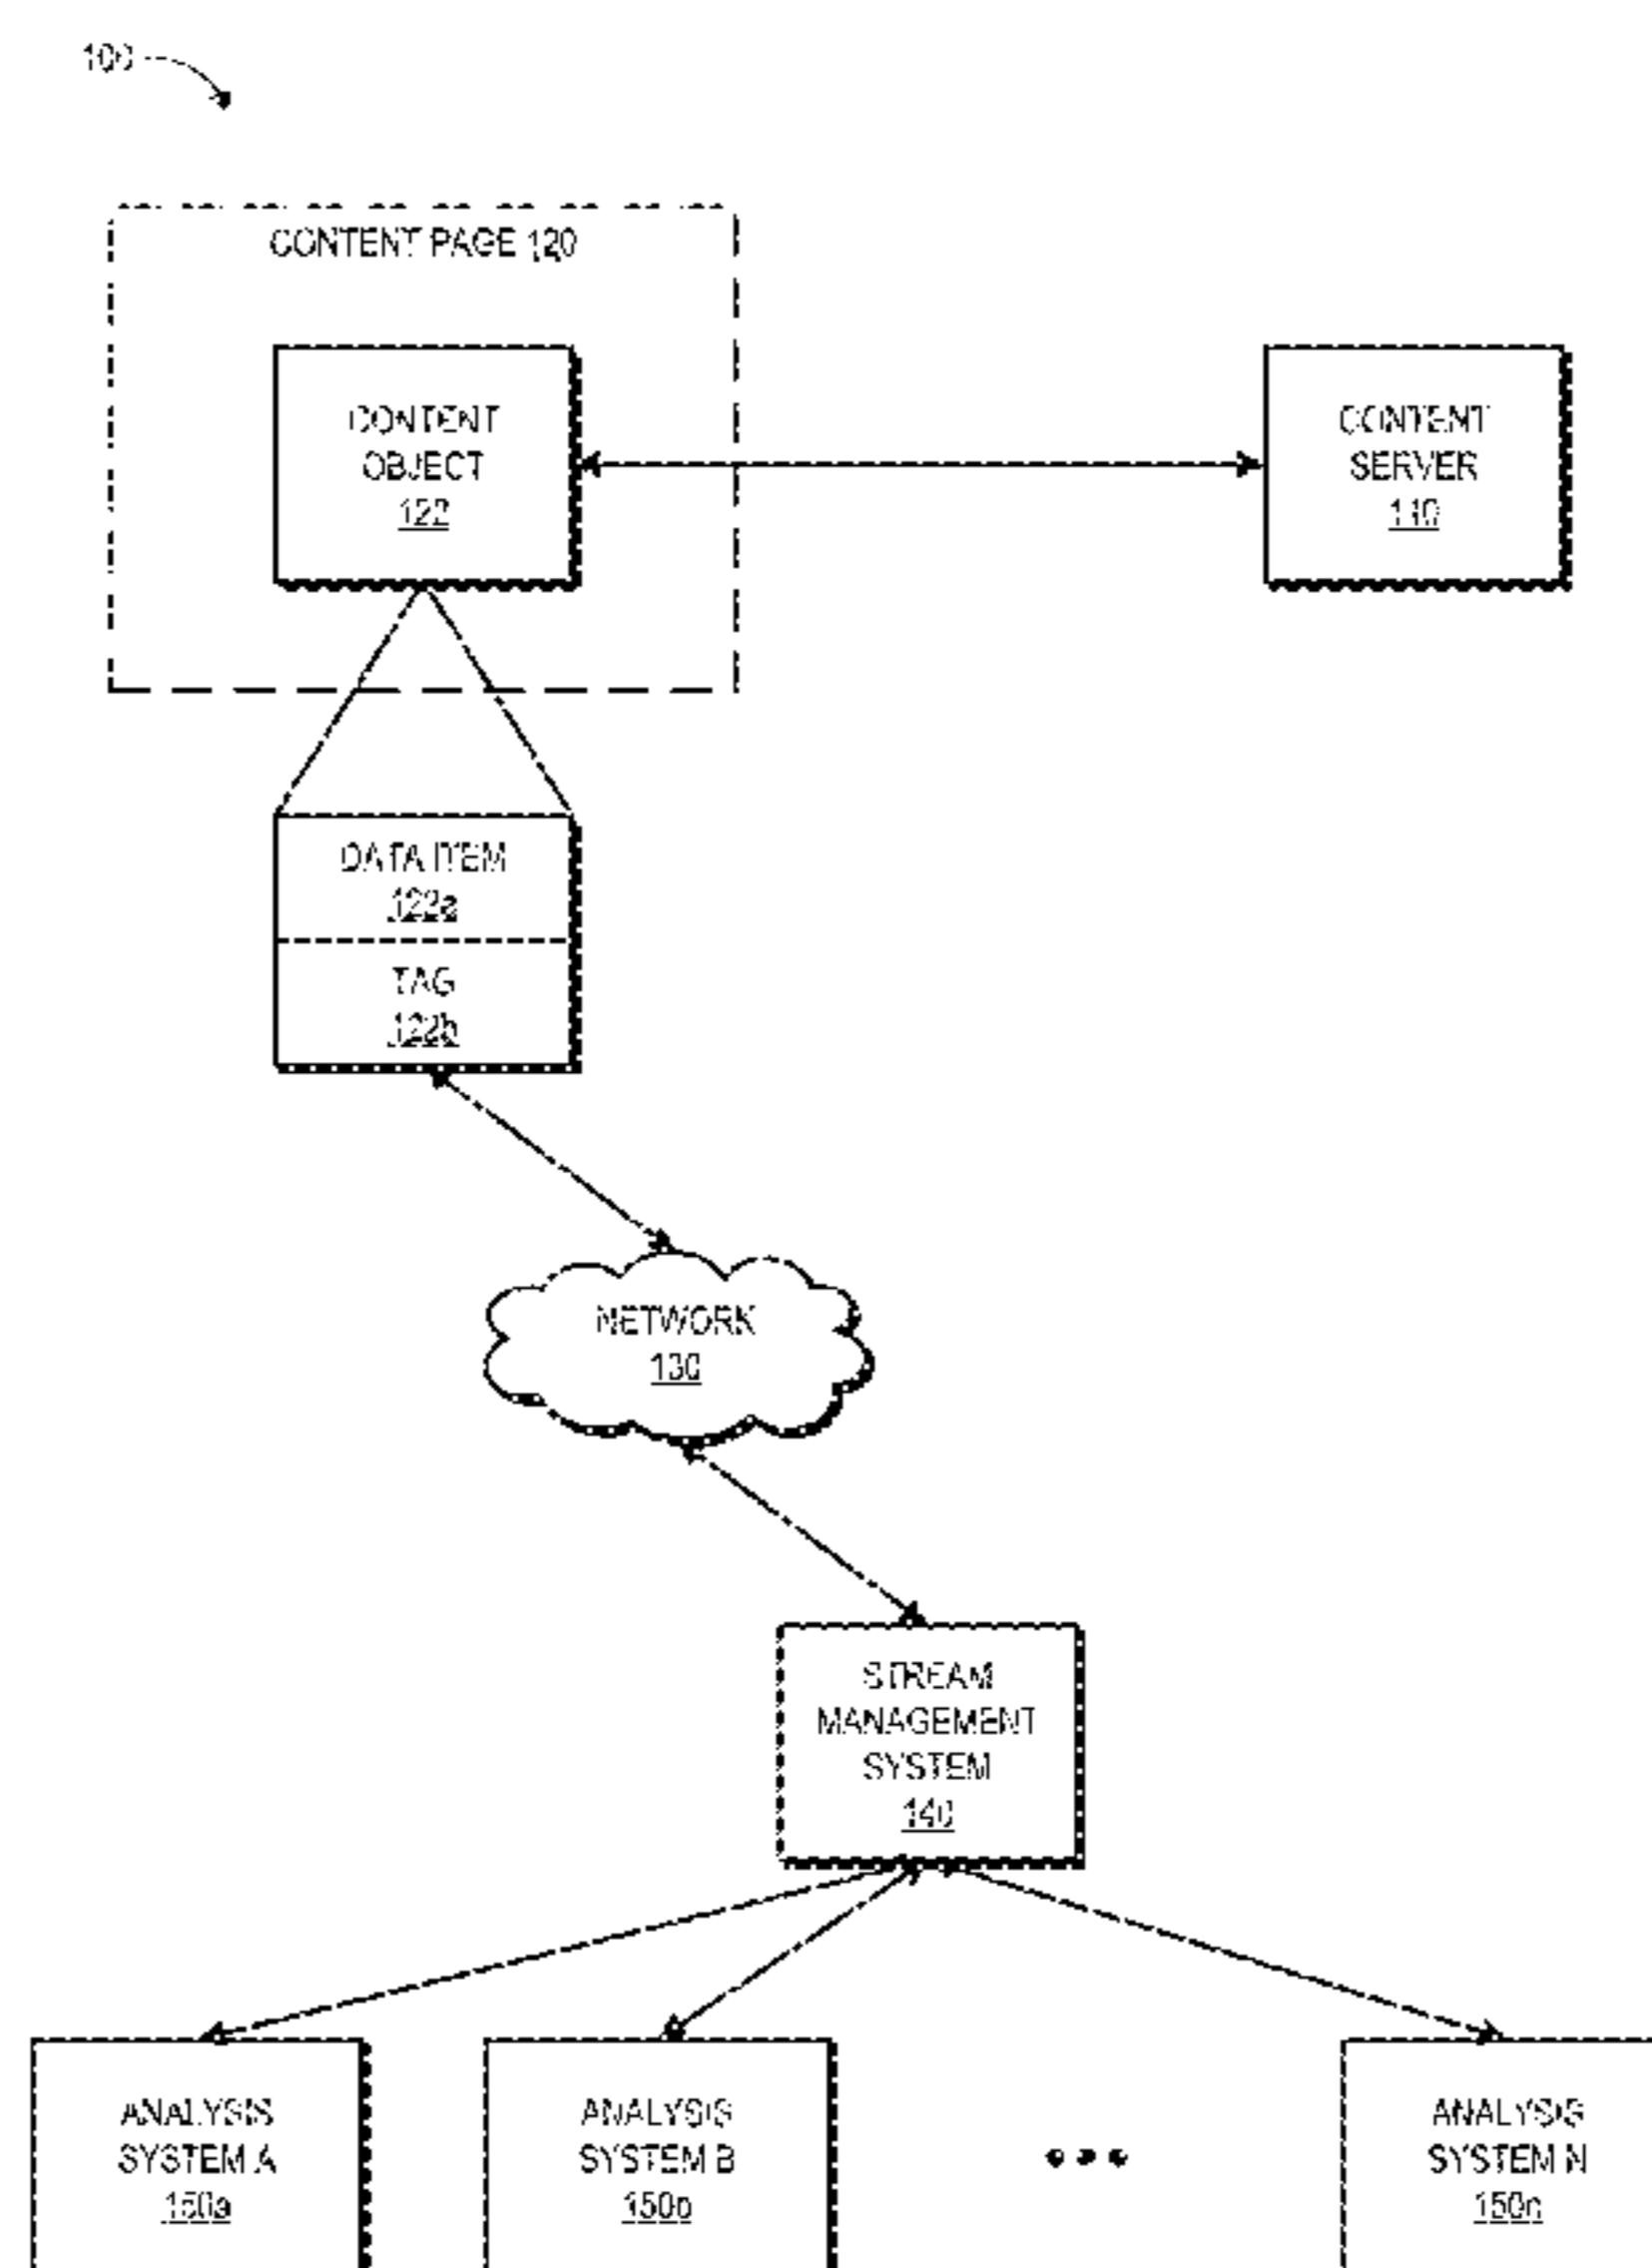 100
CONTENT PAGE 120
CONTENT
OBJECT
122
CONTENT
SERVER
110
DATA ITEM
122a
TAG
122b
NETWORK
130
STREAM
MANAGEMENT
SYSTEM
140
ANALYSIS
SYSTEM A
150a
ANALYSIS
SYSTEM B
150b
ANALYSIS
SYSTEM N
150n